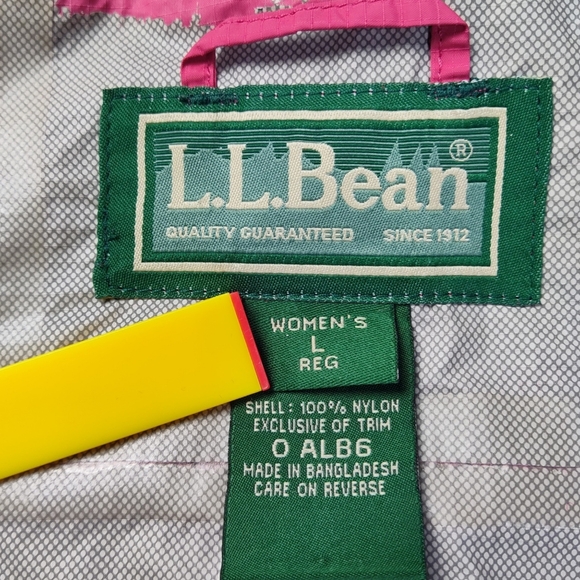 L.L.Bean®
QUALITY GUARANTEED SINCE 1912
WOMEN'S
L
REG
SHELL: 100% NYLON
EXCLUSIVE OF TRIM
0 ALB6
MADE IN BANGLADESH
CARE ON REVERSE